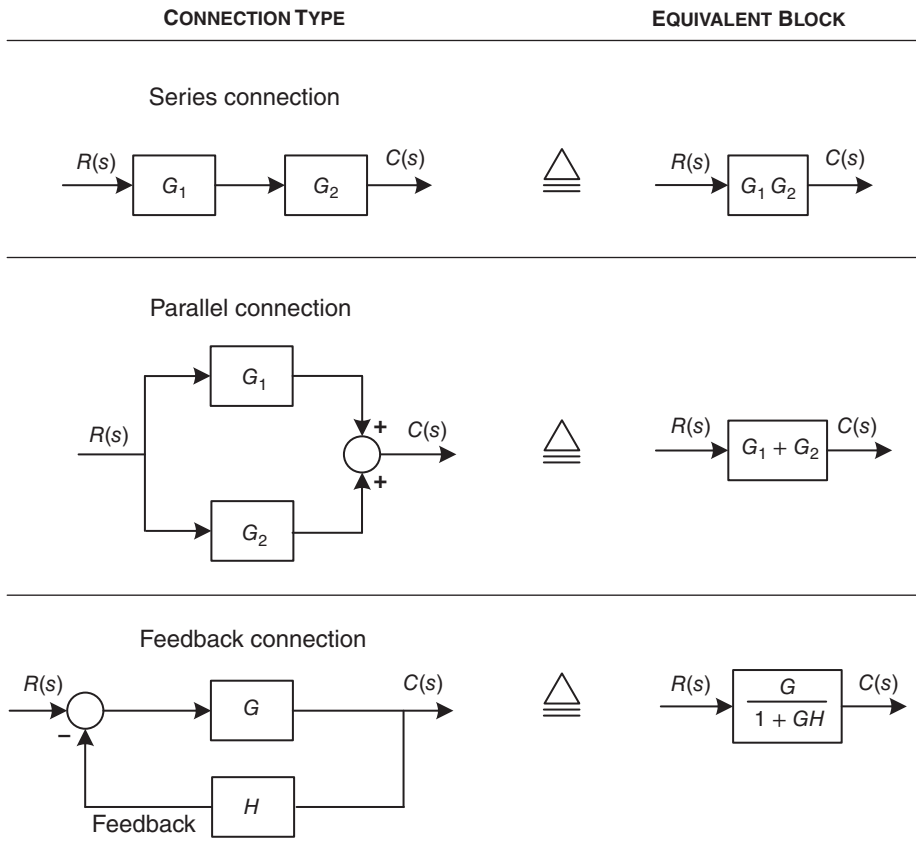 CONNECTION TYPE EQUIVALENT BLOCK
Series connection
R(s) G₁ G₂ C(s) R(s) G₁ G₂ C(s)
Parallel connection
R(s) G₁ G₂ + + C(s) R(s) G₁ + G₂ C(s)
Feedback connection
R(s) − G C(s) R(s) G C(s)
1 + GH
H
Feedback